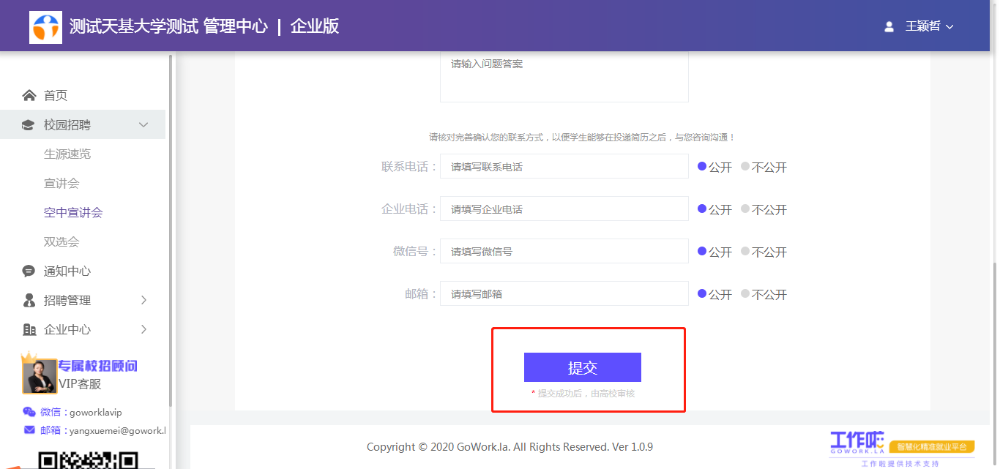 测试天基大学测试 管理中心 | 企业版
王颖哲
首页
校园招聘
生源速览
宣讲会
空中宣讲会
双选会
通知中心
招聘管理
企业中心
专属校招顾问
VIP客服
微信：goworklavip
邮箱：yangxuemei@gowork.l
请输入问题答案
请核对完善确认您的联系方式，以便学生能够在投递简历之后，与您咨询沟通！
联系电话： 请填写联系电话 公开 不公开
企业电话： 请填写企业电话 公开 不公开
微信号： 请填写微信号 公开 不公开
邮箱： 请填写邮箱 公开 不公开
提交
* 提交成功后，由高校审核
Copyright © 2020 GoWork.la. All Rights Reserved. Ver 1.0.9
工作啦
GOWORK.LA
智慧化精准就业平台
工作啦提供技术支持